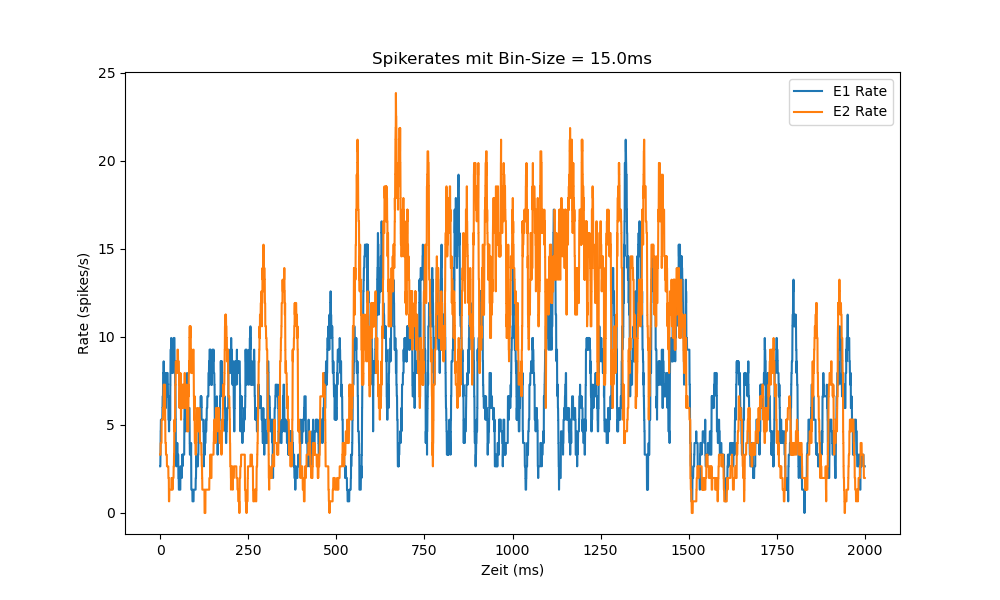 Spikerates mit Bin-Size = 15.0ms
E1 Rate
E2 Rate
Rate (spikes/s)
25
20
15
10
5
0
0 250 500 750 1000 1250 1500 1750 2000
Zeit (ms)